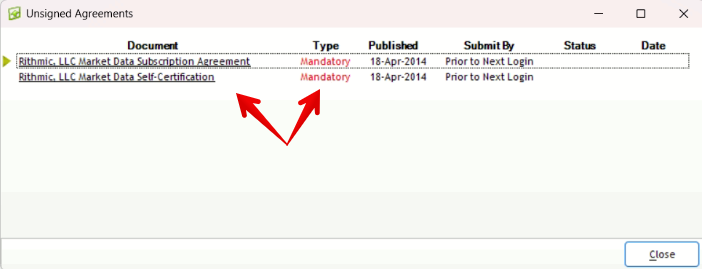 Unsigned Agreements
Document Type Published Submit By Status Date
Rithmic, LLC Market Data Subscription Agreement Mandatory 18-Apr-2014 Prior to Next Login
Rithmic, LLC Market Data Self-Certification Mandatory 18-Apr-2014 Prior to Next Login
Close